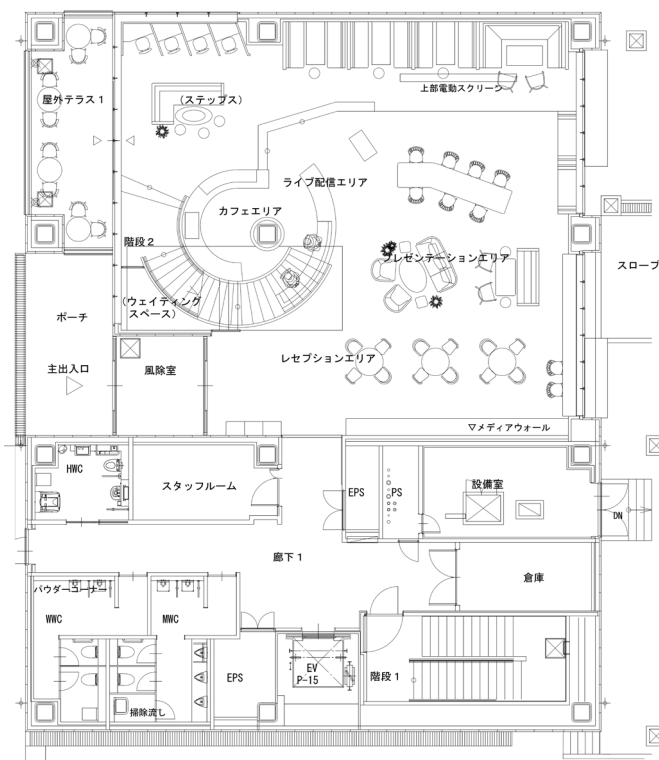 上部電動スクリーン
屋外テラス１
（ステップス）
ライブ配信エリア
カフェエリア
階段２
プレゼンテーションエリア
スロープ
（ウェイティング
スペース）
ポーチ
レセプションエリア
主出入口
風除室
▽メディアウォール
HWC
スタッフルーム
EPS
PS
設備室
DN
廊下１
倉庫
パウダーコーナー
WWC
MWC
EV
P-15
EPS
階段１
掃除流し